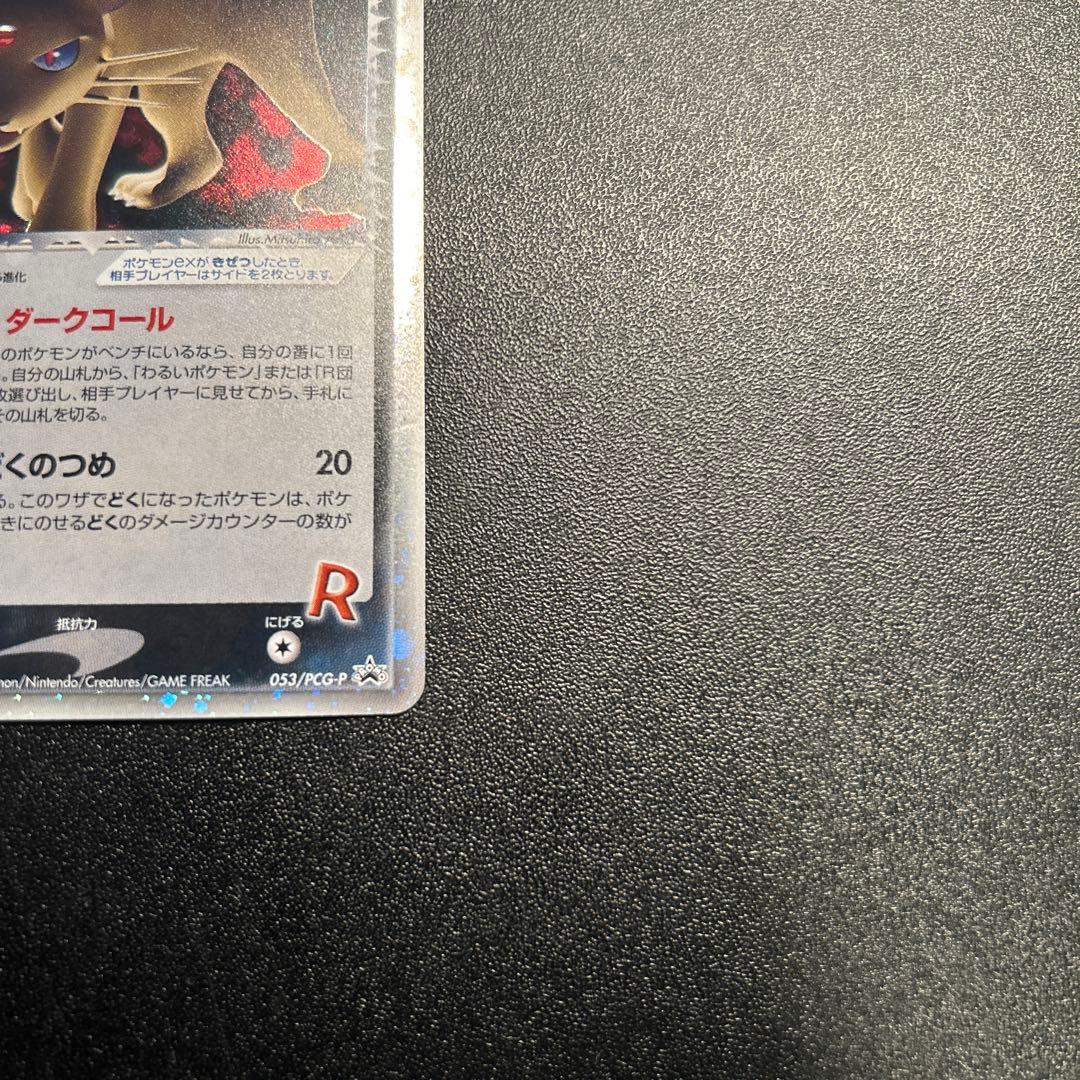 Illus.Mitsuhiro Arita
ポケモンexが きぜつしたとき、
相手プレイヤーはサイドを2枚とります。
進化
ダークコール
のポケモンがベンチにいるなら、自分の番に1回
。自分の山札から、「わるいポケモン」または「R団
選び出し、相手プレイヤーに見せてから、手札に
その山札を切る。
くのつめ 20
る。このワザでどくになったポケモンは、ポケ
きにのせるどくのダメージカウンターの数が
R
抵抗力 にげる
mon/Nintendo/Creatures/GAME FREAK 053/PCG-P